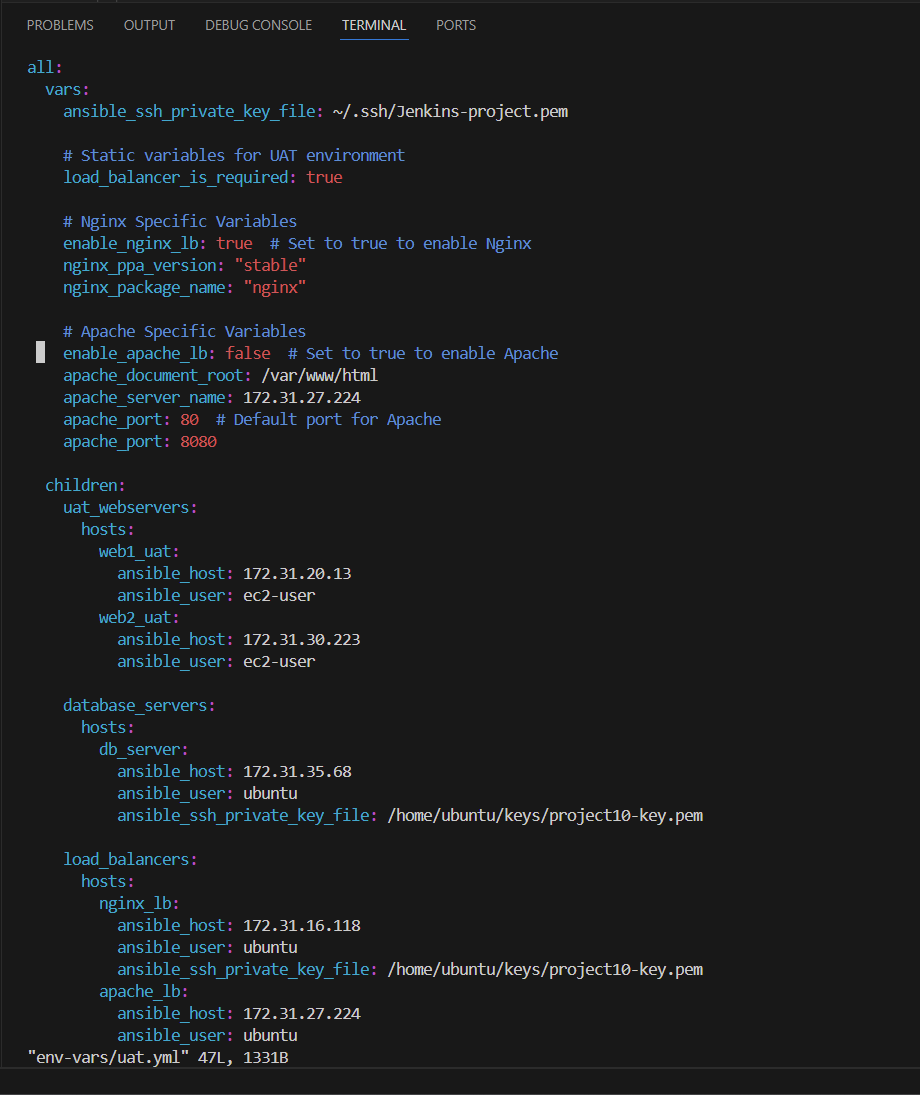 PROBLEMS OUTPUT DEBUG CONSOLE TERMINAL PORTS
all:
  vars:
    ansible_ssh_private_key_file: ~/.ssh/Jenkins-project.pem

    # Static variables for UAT environment
    load_balancer_is_required: true

    # Nginx Specific Variables
    enable_nginx_lb: true  # Set to true to enable Nginx
    nginx_ppa_version: "stable"
    nginx_package_name: "nginx"

    # Apache Specific Variables
    enable_apache_lb: false  # Set to true to enable Apache
    apache_document_root: /var/www/html
    apache_server_name: 172.31.27.224
    apache_port: 80  # Default port for Apache
    apache_port: 8080

  children:
    uat_webservers:
      hosts:
        web1_uat:
          ansible_host: 172.31.20.13
          ansible_user: ec2-user
        web2_uat:
          ansible_host: 172.31.30.223
          ansible_user: ec2-user

    database_servers:
      hosts:
        db_server:
          ansible_host: 172.31.35.68
          ansible_user: ubuntu
          ansible_ssh_private_key_file: /home/ubuntu/keys/project10-key.pem

    load_balancers:
      hosts:
        nginx_lb:
          ansible_host: 172.31.16.118
          ansible_user: ubuntu
          ansible_ssh_private_key_file: /home/ubuntu/keys/project10-key.pem
        apache_lb:
          ansible_host: 172.31.27.224
          ansible_user: ubuntu
"env-vars/uat.yml" 47L, 1331B